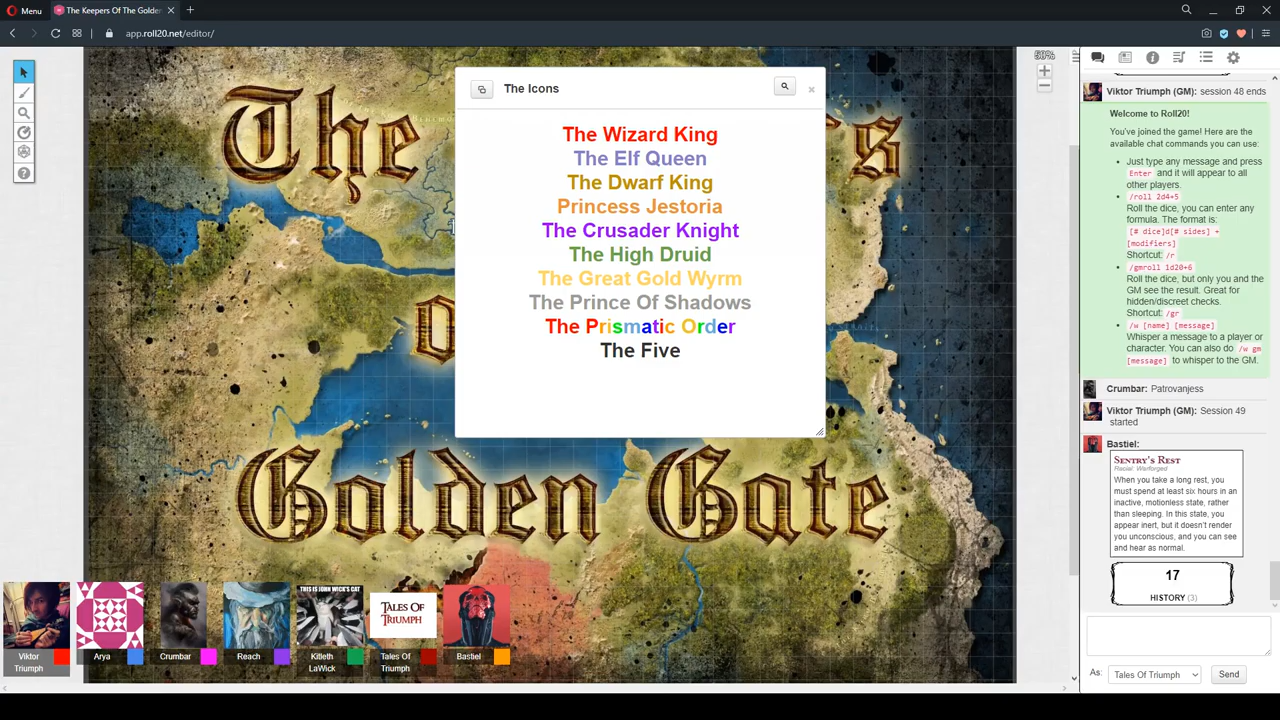 Menu
The Keepers Of The Golde
app.roll20.net/editor/
The
s
o
Golden Gate
50%
The Icons
The Wizard King
The Elf Queen
The Dwarf King
Princess Jestoria
The Crusader Knight
The High Druid
The Great Gold Wyrm
The Prince Of Shadows
The Prismatic Order
The Five
Viktor Triumph (GM): session 48 ends
Welcome to Roll20!
You've joined the game! Here are the
available chat commands you can use:
Just type any message and press
Enter and it will appear to all
other players.
/roll 2d4+5
Roll the dice, you can enter any
formula. The format is:
[# dice]d[# sides] +
[modifiers]
Shortcut: /r
/gmroll 1d20+6
Roll the dice, but only you and the
GM see the result. Great for
hidden/discreet checks.
Shortcut: /gr
/w [name] [message]
Whisper a message to a player or
character. You can also do /w gm
[message] to whisper to the GM.
Crumbar: Patrovanjess
Viktor Triumph (GM): Session 49
started
Bastiel:
Sentry's Rest
Racial: Warforged
When you take a long rest, you
must spend at least six hours in an
inactive, motionless state, rather
than sleeping. In this state, you
appear inert, but it doesn't render
you unconscious, and you can see
and hear as normal.
17
HISTORY (3)
As:
Tales Of Triumph
Send
THIS IS JOHN WICK'S CAT
TALES OF
TRIUMPH
Viktor
Triumph
Arya
Crumbar
Reach
Kitleth
LaWick
Tales Of
Triumph
Bastiel